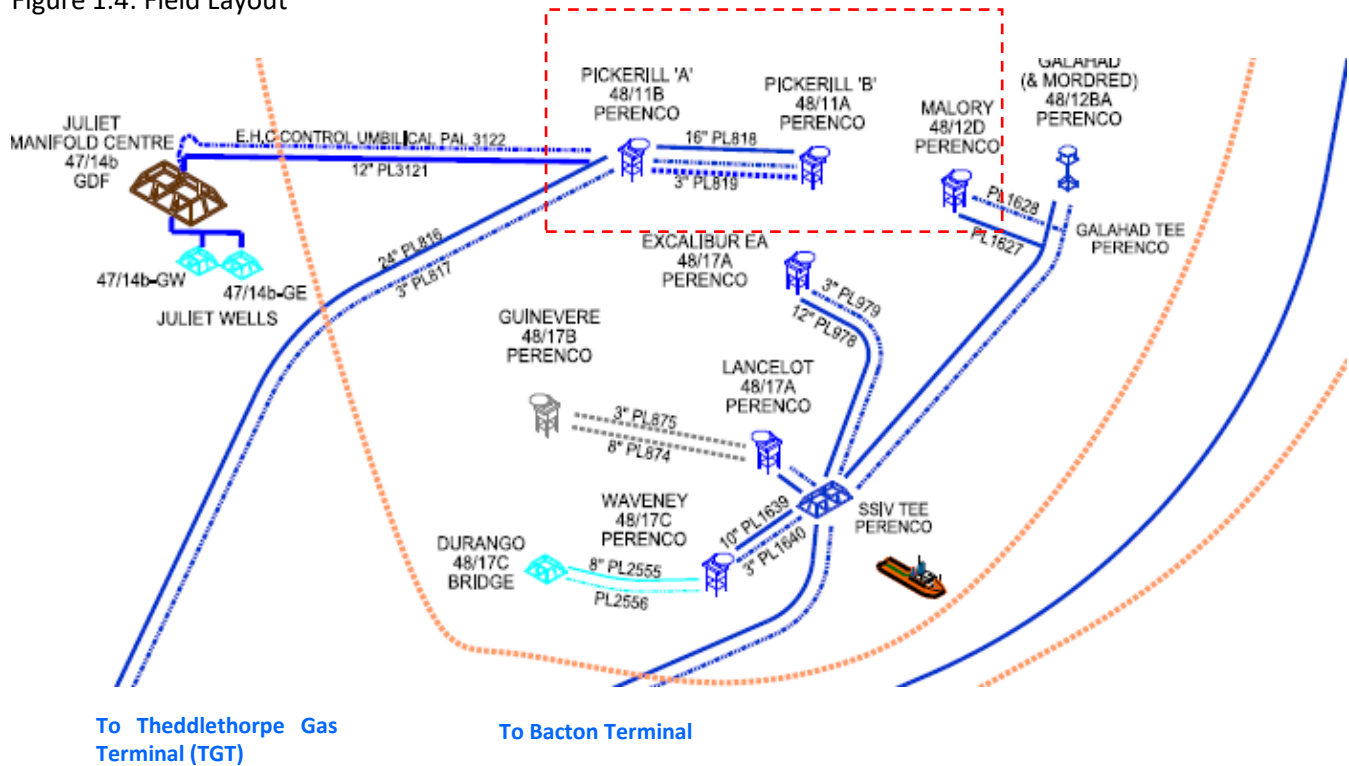 Figure 1.4: Field Layout
PICKERILL 'A'
48/11B
PERENCO
PICKERILL 'B'
48/11A
PERENCO
MALORY
48/12D
PERENCO
GALAHAD
(& MORDRED)
48/12BA
PERENCO
JULIET
MANIFOLD CENTRE
47/14b
GDF
E.H.C CONTROL UMBILICAL PAL 3122
12" PL3121
16" PL818
3" PL819
PL1628
PL1627
GALAHAD TEE
PERENCO
24" PL816
3" PL817
47/14b-GW
47/14b-GE
JULIET WELLS
EXCALIBUR EA
48/17A
PERENCO
3" PL979
12" PL978
GUINEVERE
48/17B
PERENCO
LANCELOT
48/17A
PERENCO
3" PL875
8" PL874
WAVENEY
48/17C
PERENCO
10" PL1639
3" PL1640
SSIV TEE
PERENCO
DURANGO
48/17C
BRIDGE
8" PL2555
PL2556
To Theddlethorpe Gas
Terminal (TGT)
To Bacton Terminal